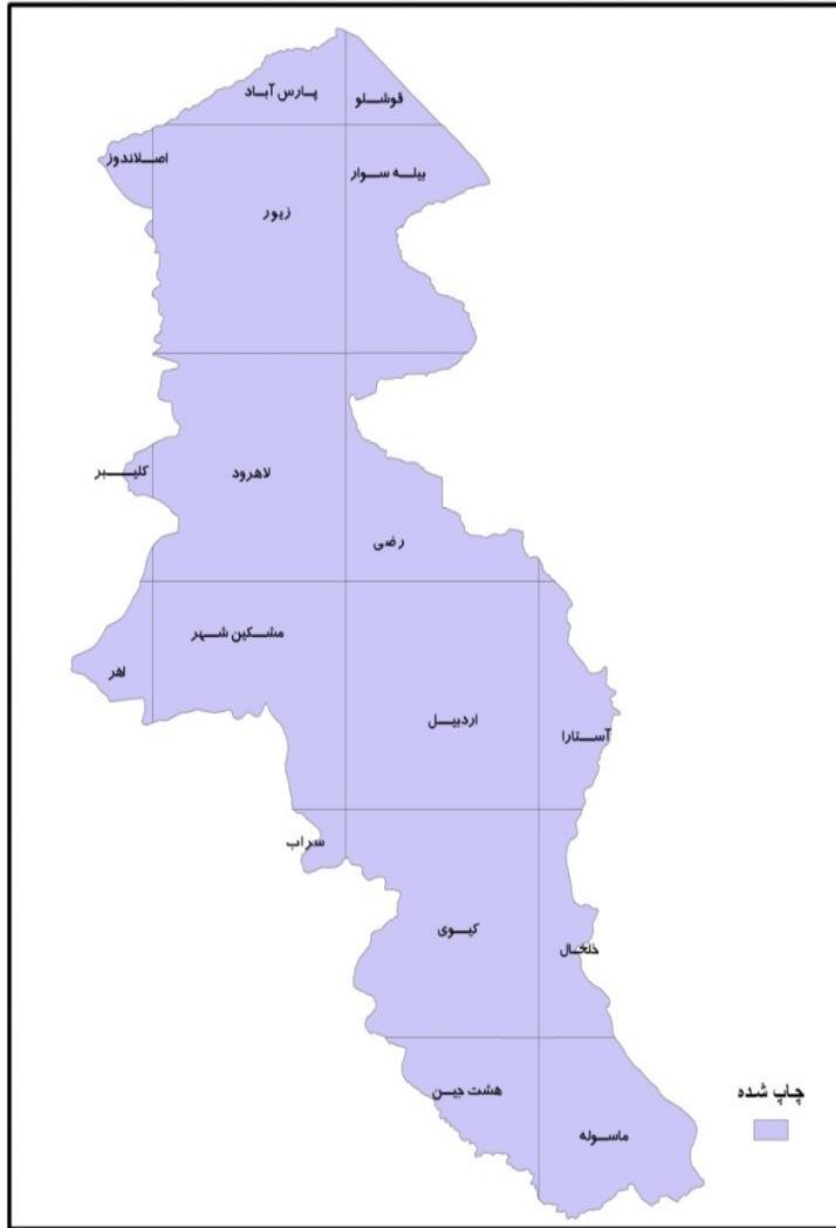 پارس آباد
قوشلو
اصلاندوز
بیله سوار
زیور
کلیبر
لاهرود
رضی
مشکین شهر
اهر
اردبیل
آستارا
سراب
کیوی
خلخال
هشت جین
ماسوله
چاپ شده